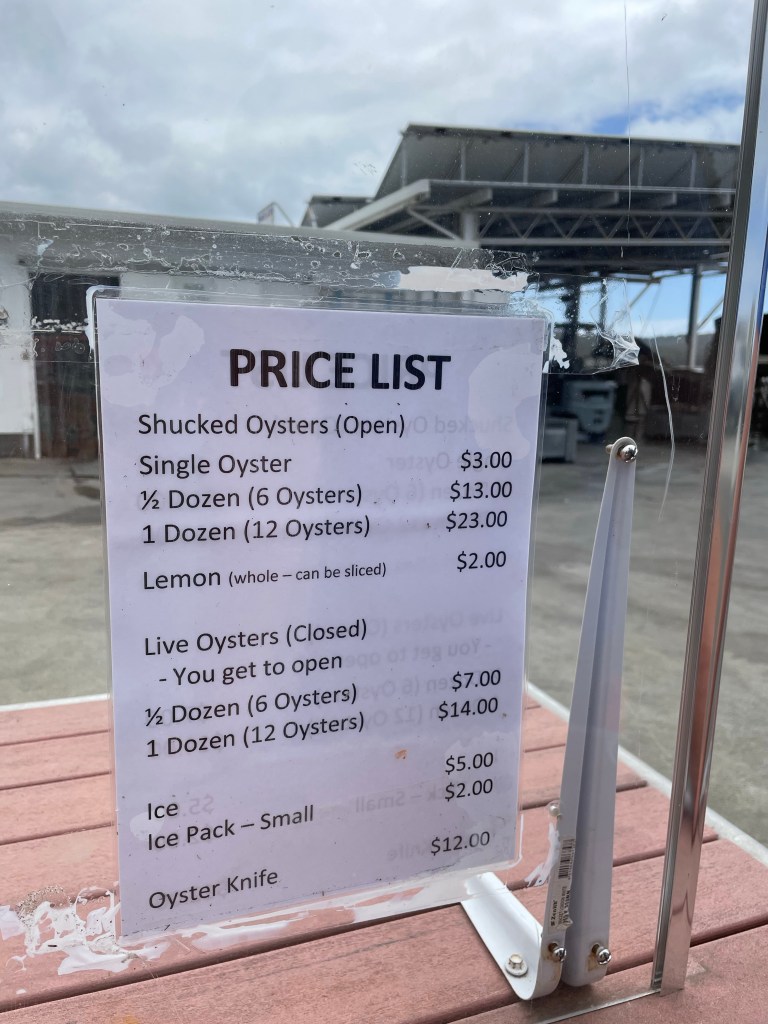 PRICE LIST
Shucked Oysters (Open)
Single Oyster $3.00
½ Dozen (6 Oysters) $13.00
1 Dozen (12 Oysters) $23.00
Lemon (whole – can be sliced) $2.00
Live Oysters (Closed)
- You get to open
½ Dozen (6 Oysters) $7.00
1 Dozen (12 Oysters) $14.00
Ice $5.00
Ice Pack – Small $2.00
Oyster Knife $12.00